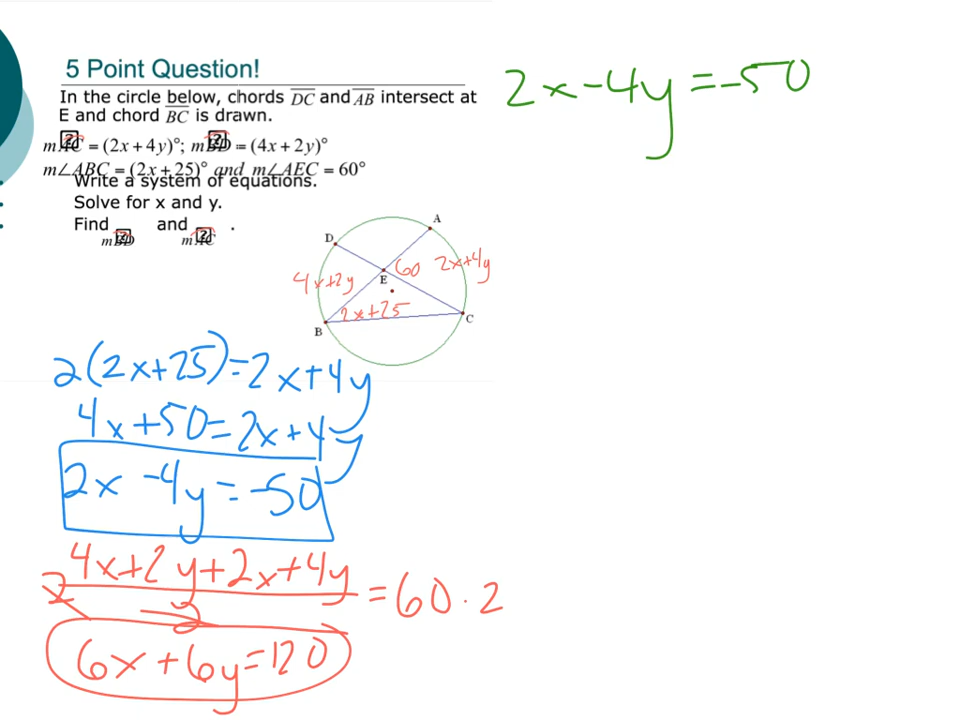 5 Point Question!
In the circle below, chords DC and AB intersect at
E and chord BC is drawn.
m = (2x + 4y)°; m = (4x + 2y)°
m∠ABC = (2x + 25)° and m∠AEC = 60°
Write a system of equations.
Solve for x and y.
Find m and m .
2x-4y=-50
A
D
60 2x+4y
4x+2y E
2x+25
B C
2(2x+25)=2x+4y
4x+50=2x+4y
2x-4y=-50
4x+2y+2x+4y
2 =60·2
2
6x+6y=120